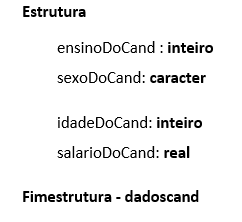 Estrutura
ensinoDoCand : inteiro
sexoDoCand: caracter
idadeDoCand: inteiro
salarioDoCand: real
Fimestrutura - dadoscand